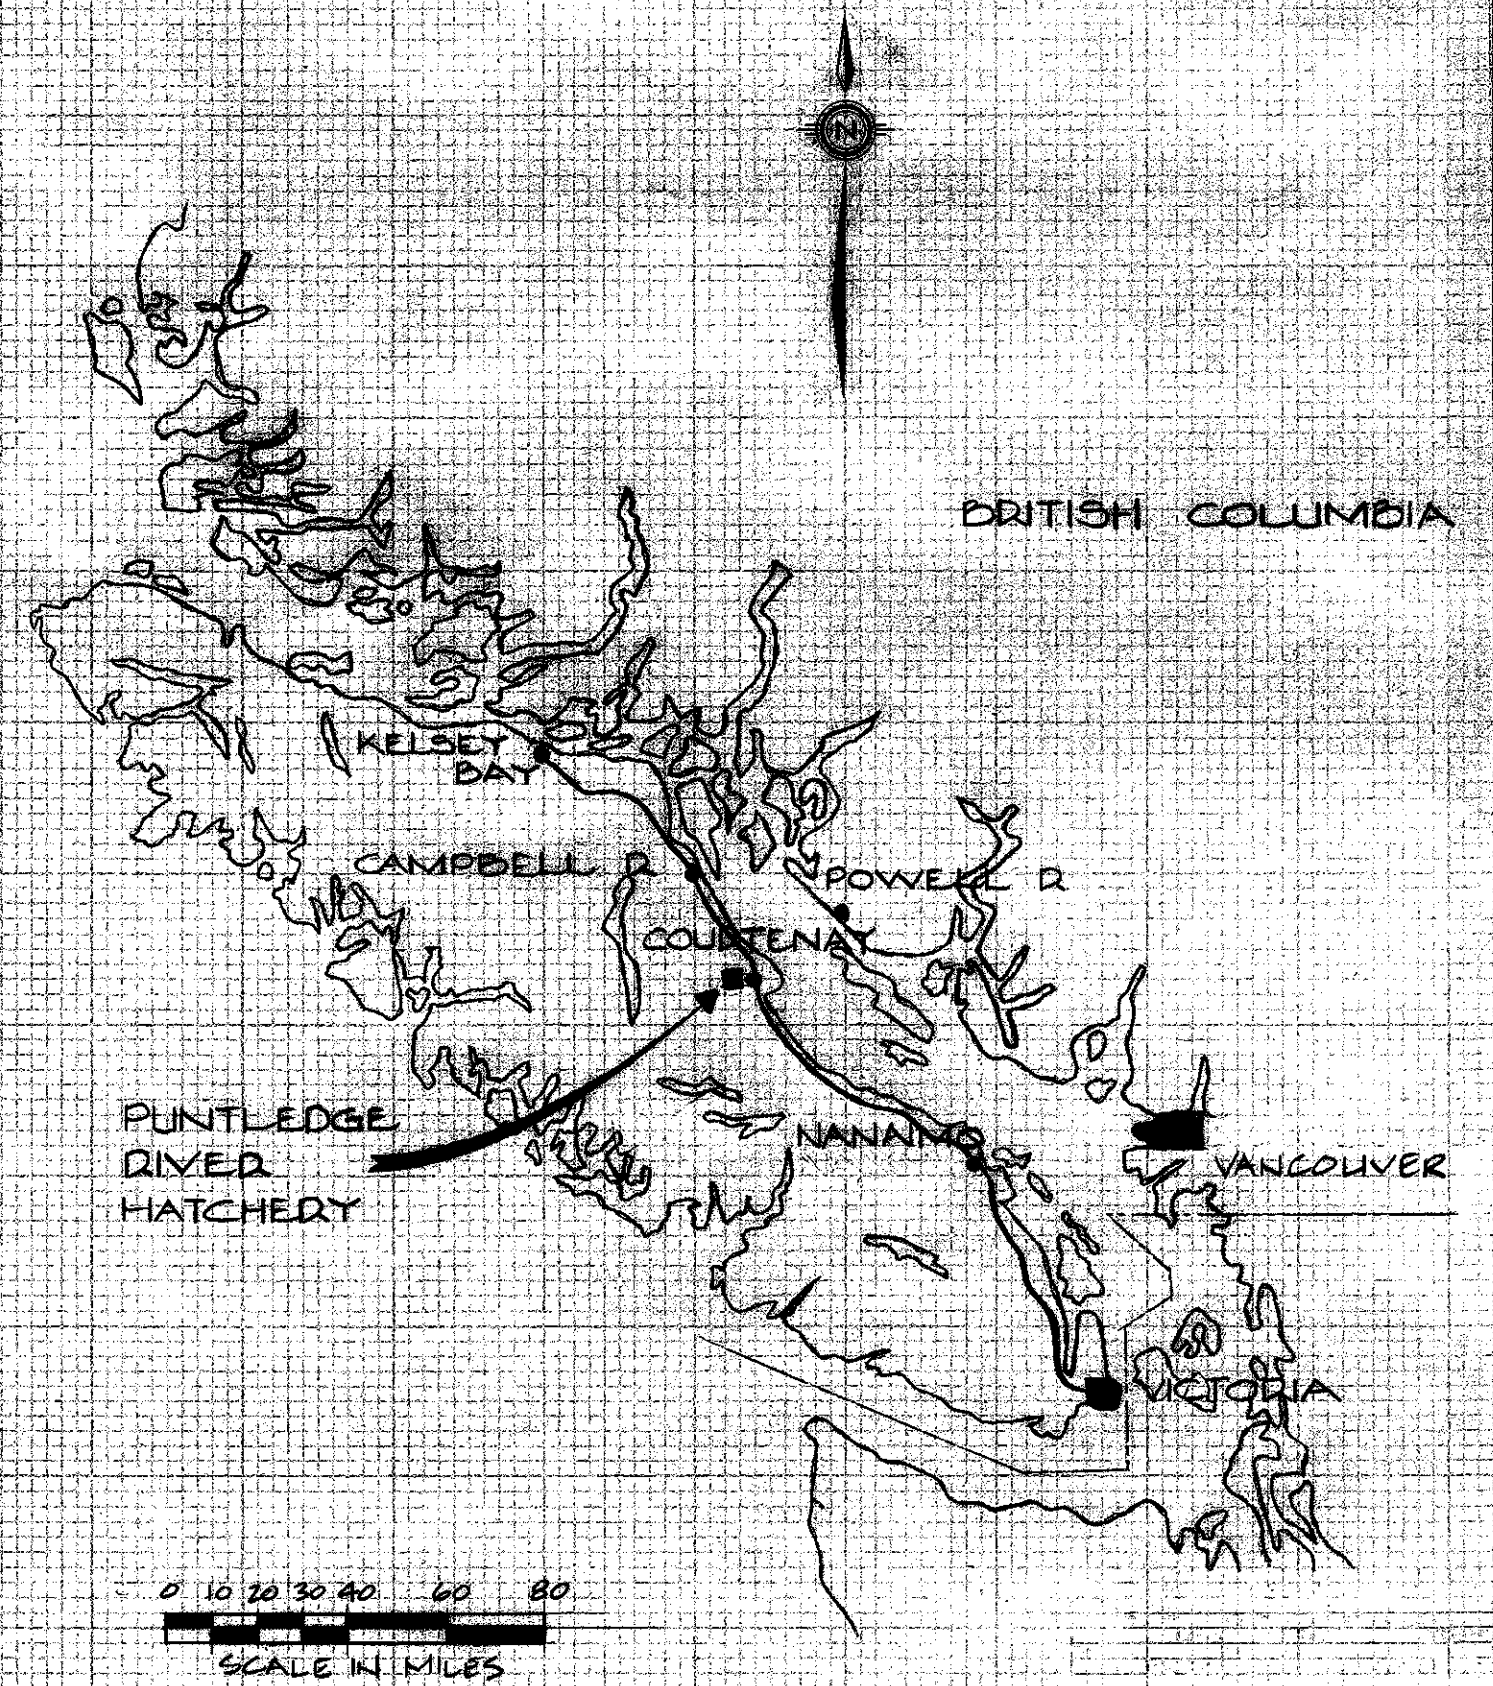 N
BRITISH COLUMBIA
KELSEY
BAY
CAMPBELL R
POWELL R
COURTENAY
PUNTLEDGE
RIVER
HATCHERY
NANAIMO
VANCOUVER
VICTORIA
0 10 20 30 40 60 80
SCALE IN MILES